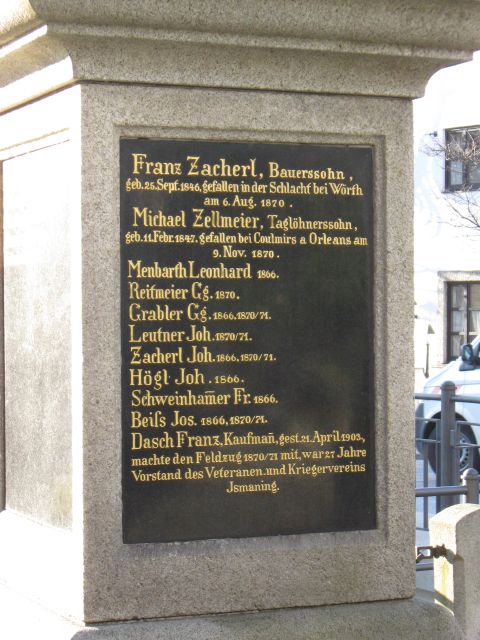 Franz Zacherl, Bauerssohn,
geb. 25. Sept. 1846, gefallen in der Schlacht bei Wörth
am 6. Aug. 1870.
Michael Zellmeier, Taglöhnerssohn,
geb. 11. Febr. 1847. gefallen bei Coulmirs a Orleans am
9. Nov. 1870.
Menbarth Leonhard 1866.
Reitmeier Gg. 1870.
Grabler Gg. 1866. 1870/71.
Leutner Joh. 1870/71.
Zacherl Joh. 1866, 1870/71.
Högl Joh. 1866.
Schweinham̄er Fr. 1866.
Beiſs Jos. 1866, 1870/71.
Dasch Franz, Kaufman̄, gest. 21. April 1903,
machte den Feldzug 1870/71 mit, war 27 Jahre
Vorstand des Veteranen. und Kriegervereins
Jsmaning.